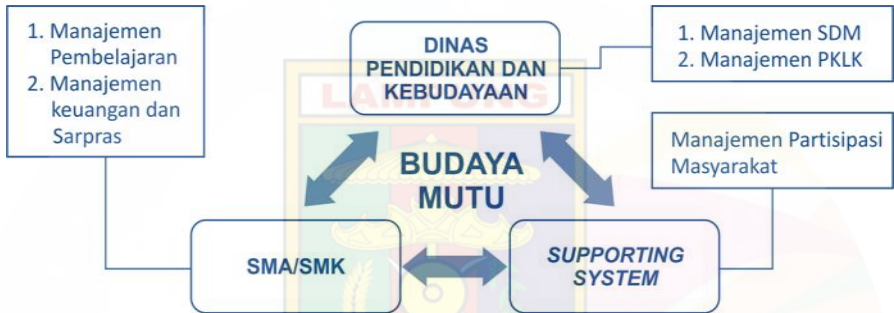 1. Manajemen
Pembelajaran
2. Manajemen
keuangan dan
Sarpras
DINAS
PENDIDIKAN DAN
KEBUDAYAAN
1. Manajemen SDM
2. Manajemen PKLK
LAMPUNG
Manajemen Partisipasi
Masyarakat
BUDAYA
MUTU
SMA/SMK
SUPPORTING
SYSTEM